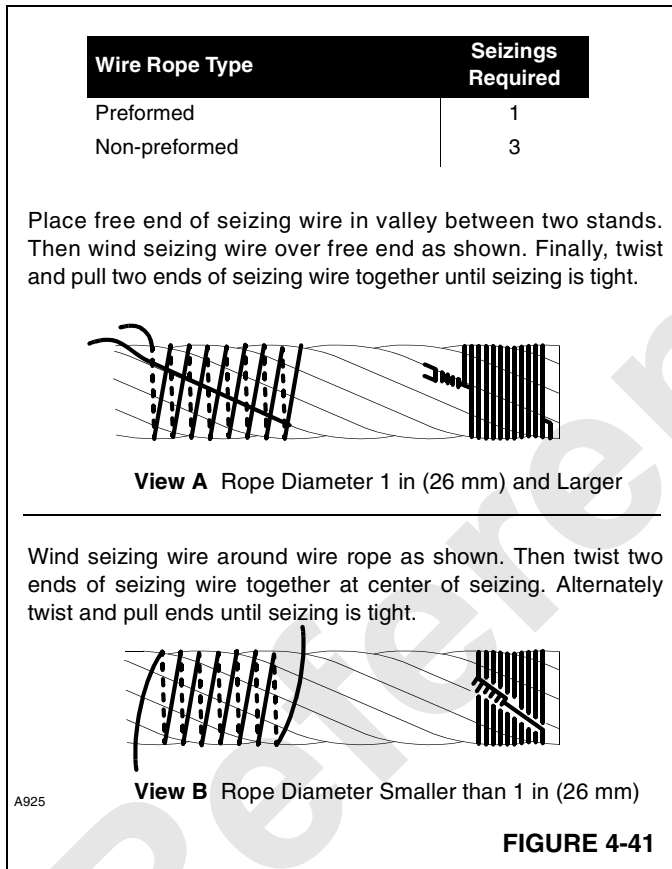 Wire Rope Type Seizings Required
Preformed 1
Non-preformed 3
Place free end of seizing wire in valley between two stands.
Then wind seizing wire over free end as shown. Finally, twist
and pull two ends of seizing wire together until seizing is tight.
View A Rope Diameter 1 in (26 mm) and Larger
Wind seizing wire around wire rope as shown. Then twist two
ends of seizing wire together at center of seizing. Alternately
twist and pull ends until seizing is tight.
View B Rope Diameter Smaller than 1 in (26 mm)
A925
FIGURE 4-41